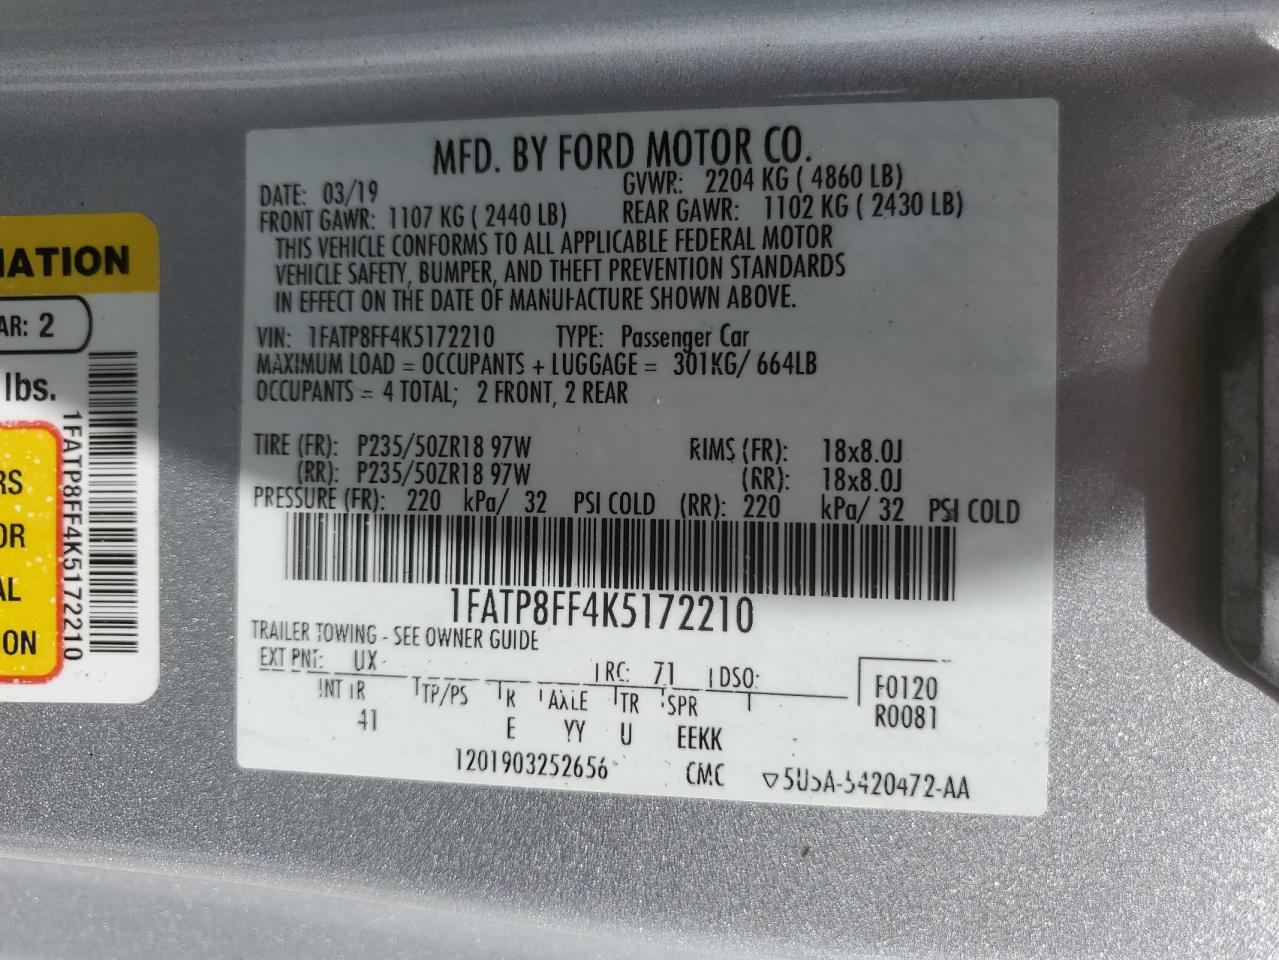 MFD. BY FORD MOTOR CO.
DATE: 03/19 GVWR: 2204 KG ( 4860 LB)
FRONT GAWR: 1107 KG ( 2440 LB) REAR GAWR: 1102 KG ( 2430 LB)
THIS VEHICLE CONFORMS TO ALL APPLICABLE FEDERAL MOTOR
VEHICLE SAFETY, BUMPER, AND THEFT PREVENTION STANDARDS
IN EFFECT ON THE DATE OF MANUFACTURE SHOWN ABOVE.
VIN: 1FATP8FF4K5172210 TYPE: Passenger Car
MAXIMUM LOAD = OCCUPANTS + LUGGAGE = 301KG/ 664LB
OCCUPANTS = 4 TOTAL; 2 FRONT, 2 REAR
TIRE (FR): P235/50ZR18 97W RIMS (FR): 18x8.0J
(RR): P235/50ZR18 97W (RR): 18x8.0J
PRESSURE (FR): 220 kPa/ 32 PSI COLD (RR): 220 kPa/ 32 PSI COLD
1FATP8FF4K5172210
TRAILER TOWING - SEE OWNER GUIDE
EXT PNT: UX RC: 71 DSO:
INT TR TP/PS R AXLE TR SPR
41 E YY U EEKK
F0120
R0081
1201903252656 CMC ▽5U5A-5420472-AA
IATION
AR: 2
lbs.
1FATP8FF4K5172210
RS
OR
AL
ON